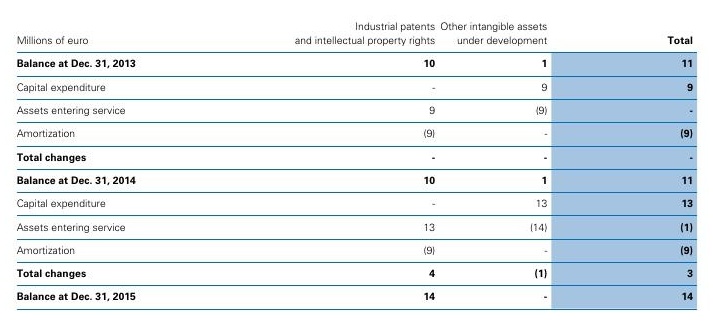 Industrial patents Other intangible assets
Millions of euro and intellectual property rights under development Total
Balance at Dec. 31, 2013 10 1 11
Capital expenditure - 9 9
Assets entering service 9 (9) -
Amortization (9) - (9)
Total changes - - -
Balance at Dec. 31, 2014 10 1 11
Capital expenditure - 13 13
Assets entering service 13 (14) (1)
Amortization (9) - (9)
Total changes 4 (1) 3
Balance at Dec. 31, 2015 14 - 14